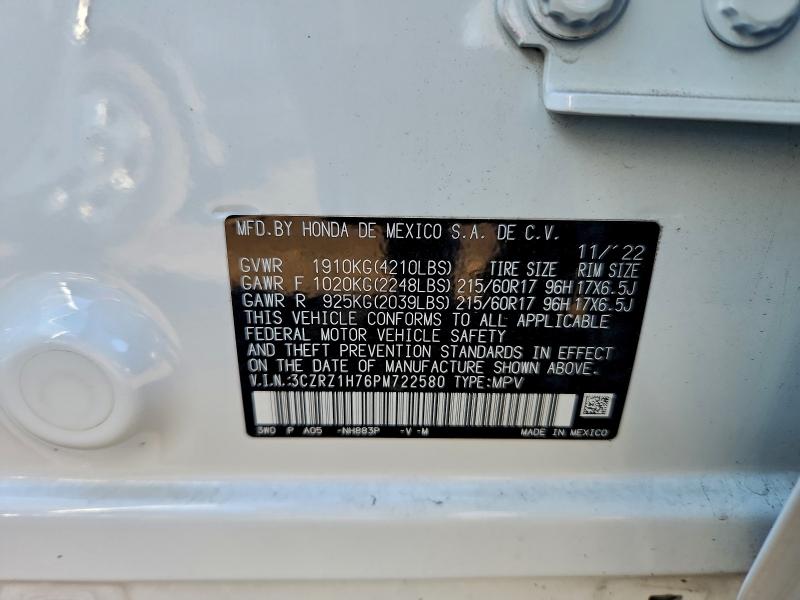 MFD.BY HONDA DE MEXICO S.A. DE C.V.
11/'22
GVWR 1910KG(4210LBS) TIRE SIZE RIM SIZE
GAWR F 1020KG(2248LBS) 215/60R17 96H 17X6.5J
GAWR R 925KG(2039LBS) 215/60R17 96H 17X6.5J
THIS VEHICLE CONFORMS TO ALL APPLICABLE
FEDERAL MOTOR VEHICLE SAFETY
AND THEFT PREVENTION STANDARDS IN EFFECT
ON THE DATE OF MANUFACTURE SHOWN ABOVE.
V.I.N.:3CZRZ1H76PM722580 TYPE:MPV
3W0 P A05 -NH883P -V -M MADE IN MEXICO